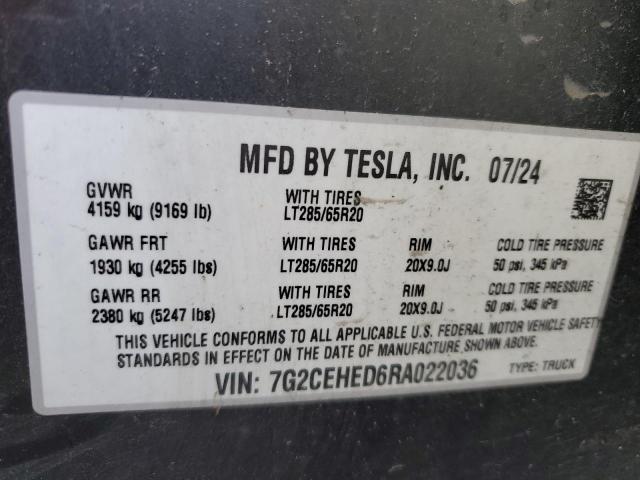 MFD BY TESLA, INC. 07/24
GVWR WITH TIRES
4159 kg (9169 lb) LT285/65R20
GAWR FRT WITH TIRES RIM COLD TIRE PRESSURE
1930 kg (4255 lbs) LT285/65R20 20X9.0J 50 psi, 345 kPa
GAWR RR WITH TIRES RIM COLD TIRE PRESSURE
2380 kg (5247 lbs) LT285/65R20 20X9.0J 50 psi, 345 kPa
THIS VEHICLE CONFORMS TO ALL APPLICABLE U.S. FEDERAL MOTOR VEHICLE SAFETY
STANDARDS IN EFFECT ON THE DATE OF MANUFACTURE SHOWN ABOVE.
VIN: 7G2CEHED6RA022036 TYPE: TRUCK